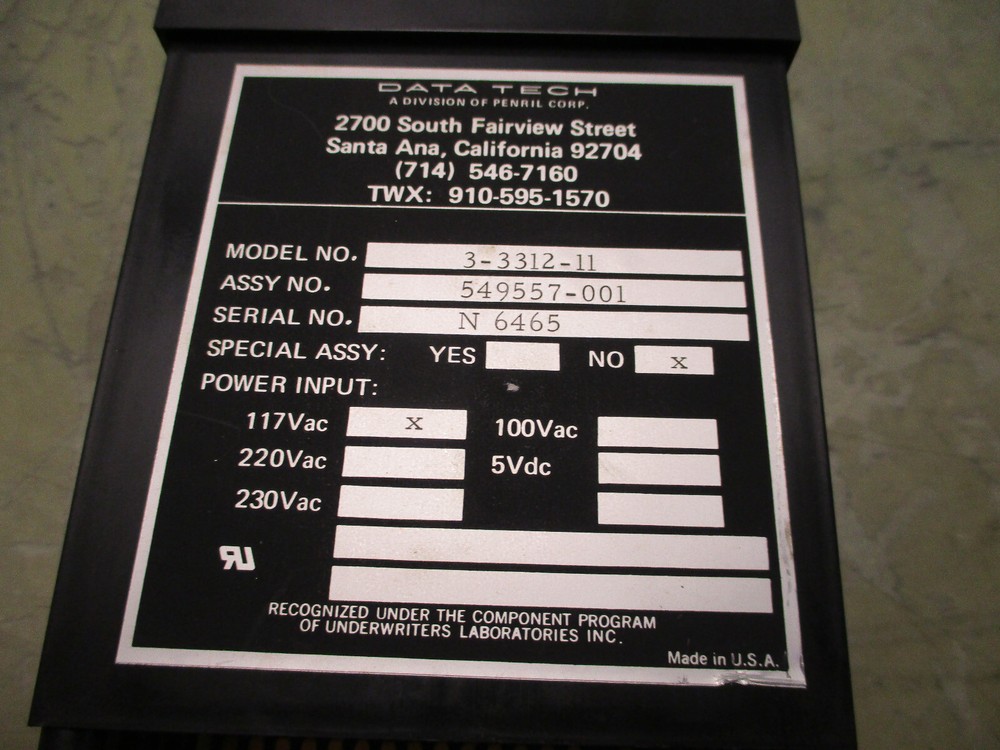 DATA TECH
A DIVISION OF PENRIL CORP.
2700 South Fairview Street
Santa Ana, California 92704
(714) 546-7160
TWX: 910-595-1570
MODEL NO. 3-3312-11
ASSY NO. 549557-001
SERIAL NO. N 6465
SPECIAL ASSY: YES NO x
POWER INPUT:
117Vac X 100Vac
220Vac 5Vdc
230Vac
RU
RECOGNIZED UNDER THE COMPONENT PROGRAM
OF UNDERWRITERS LABORATORIES INC.
Made in U.S.A.